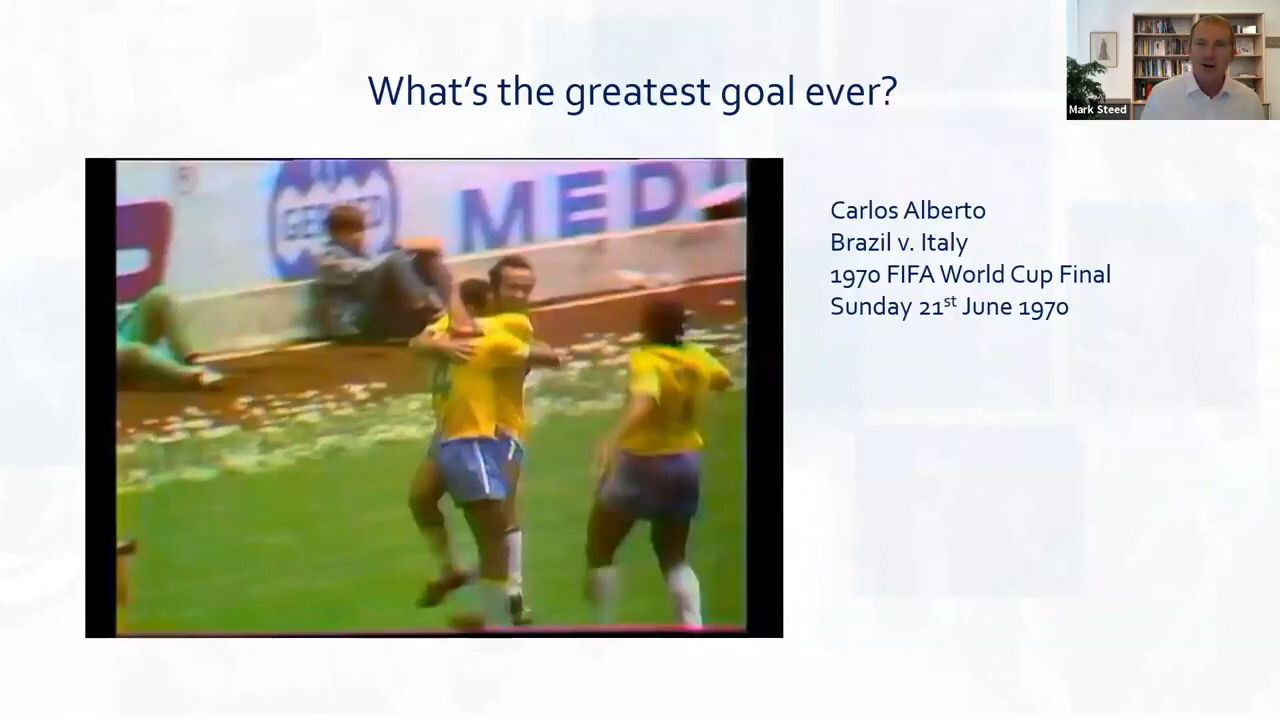 What's the greatest goal ever?
Mark Steed
MED
Carlos Alberto
Brazil v. Italy
1970 FIFA World Cup Final
Sunday 21st June 1970